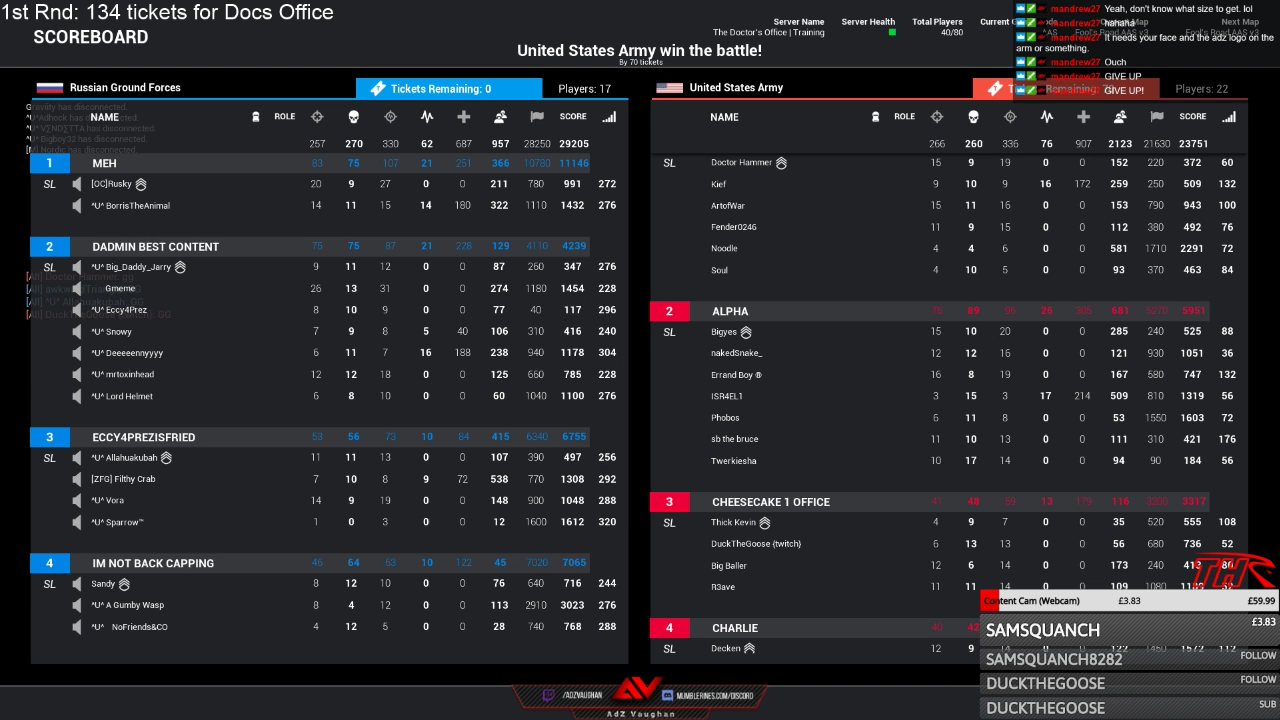 1st Rnd: 134 tickets for Docs Office
SCOREBOARD
United States Army win the battle!
By 70 tickets
Server Name Server Health Total Players
The Doctor's Office | Training 40/80
Next Map
Fool's Road AAS v3
mandrew27 Yeah, don't know what size to get. lol
mandrew27 hahaha
mandrew27 It needs your face and the adz logo on the arm or something.
mandrew27 Ouch
mandrew27 GIVE UP
GIVE UP!
Russian Ground Forces Tickets Remaining: 0 Players: 17
NAME ROLE SCORE
257 270 330 62 687 957 28250 29205
1 MEH 83 75 107 21 251 366 10780 11146
SL [OC]Rusky 20 9 27 0 0 211 780 991 272
^U^ BorrisTheAnimal 14 11 15 14 180 322 1110 1432 276
2 DADMIN BEST CONTENT 75 75 87 21 228 129 4110 4239
SL ^U^ Big_Daddy_Jarry 9 11 12 0 0 87 260 347 276
Gmeme 26 13 31 0 0 274 1180 1454 228
^U^ Eccy4Prez 8 10 9 0 0 77 40 117 296
^U^ Snowy 7 9 8 5 40 106 310 416 240
^U^ Deeeeennyyyy 6 11 7 16 188 238 940 1178 304
^U^ mrtoxinhead 12 12 18 0 0 125 660 785 228
^U^ Lord Helmet 6 8 10 0 0 60 1040 1100 276
3 ECCY4PREZISFRIED 53 56 73 10 84 415 6340 6755
SL ^U^ Allahuakubah 11 11 13 0 0 107 390 497 256
[ZFG] Filthy Crab 7 10 8 9 72 538 770 1308 292
^U^ Vora 14 9 19 0 0 148 900 1048 288
^U^ Sparrow™ 1 0 3 0 0 12 1600 1612 320
4 IM NOT BACK CAPPING 46 64 63 10 122 45 7020 7065
SL Sandy 8 12 10 0 0 76 640 716 244
^U^ A Gumby Wasp 8 4 12 0 0 113 2910 3023 276
^U^ NoFriends&CO 4 12 5 0 0 28 740 768 288
United States Army Players: 22
NAME ROLE SCORE
266 260 336 76 907 2123 21630 23751
SL Doctor Hammer 15 9 19 0 0 152 220 372 60
Kief 9 10 9 16 172 259 250 509 132
ArtofWar 15 11 16 0 0 153 790 943 100
Fender0246 11 9 15 0 0 112 380 492 76
Noodle 4 4 6 0 0 581 1710 2291 72
Soul 4 10 5 0 0 93 370 463 84
2 ALPHA 89 26 681 5270 5951
SL Bigyes 15 10 20 0 0 285 240 525 88
nakedSnake_ 12 12 16 0 0 121 930 1051 36
Errand Boy ® 16 8 19 0 0 167 580 747 132
ISR4EL1 3 15 3 17 214 509 810 1319 56
Phobos 6 11 8 0 0 53 1550 1603 72
sb the bruce 11 10 13 0 0 111 310 421 176
Twerkiesha 10 17 14 0 0 94 90 184 56
3 CHEESECAKE 1 OFFICE 41 48 59 13 179 116 3200 3317
SL Thick Kevin 4 9 7 0 0 35 520 555 108
DuckTheGoose {twitch} 6 13 13 0 0 56 680 736 52
Big Baller 12 6 14 0 0 173 240 80
R3ave 11 11 14 0 0 109 1080
4 CHARLIE 40 42
SL Decken 12 9
Content Cam (Webcam) £3.83 £59.99
SAMSQUANCH £3.83
SAMSQUANCH8282 FOLLOW
DUCKTHEGOOSE FOLLOW
DUCKTHEGOOSE SUB
/ADZVAUGHAN AV MUMBLERINES.COM/DISCORD
AdZ Vaughan